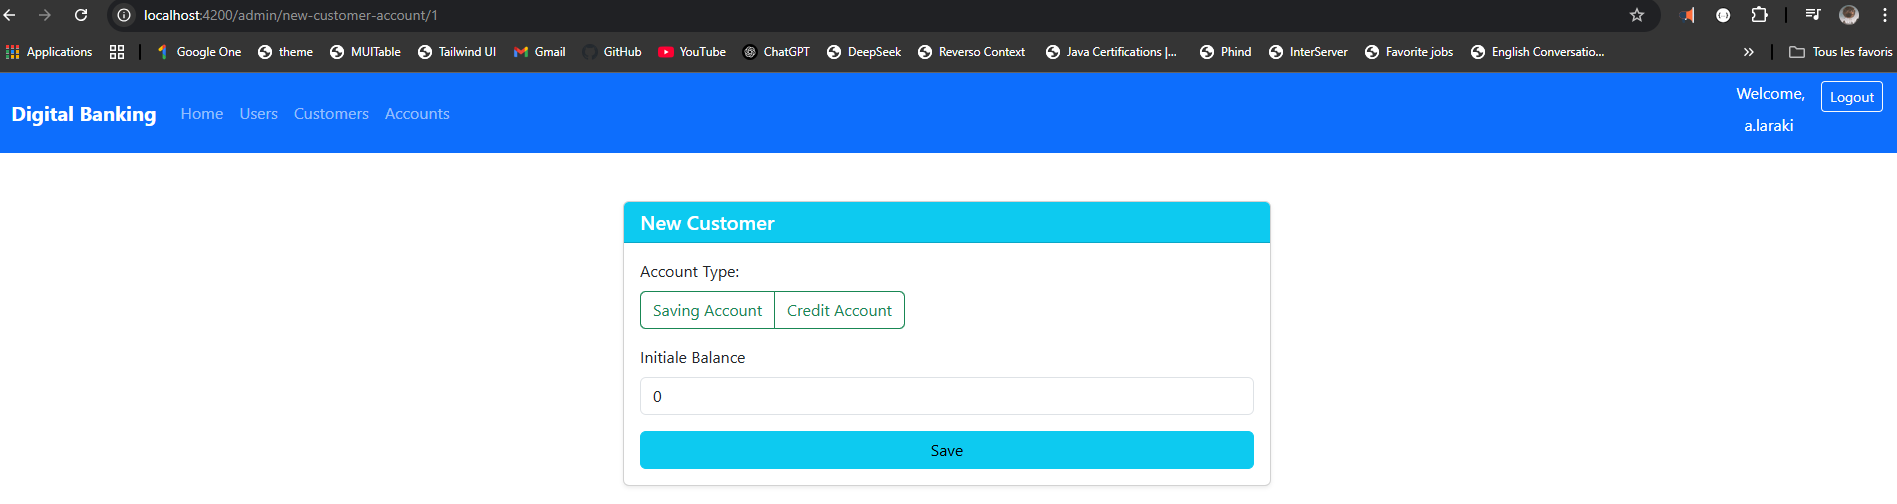 localhost:4200/admin/new-customer-account/1
Applications Google One theme MUITable Tailwind UI Gmail GitHub YouTube ChatGPT DeepSeek Reverso Context Java Certifications |... Phind InterServer Favorite jobs English Conversatio... » Tous les favoris
Digital Banking Home Users Customers Accounts Welcome, Logout
a.laraki
New Customer
Account Type:
Saving Account Credit Account
Initiale Balance
0
Save